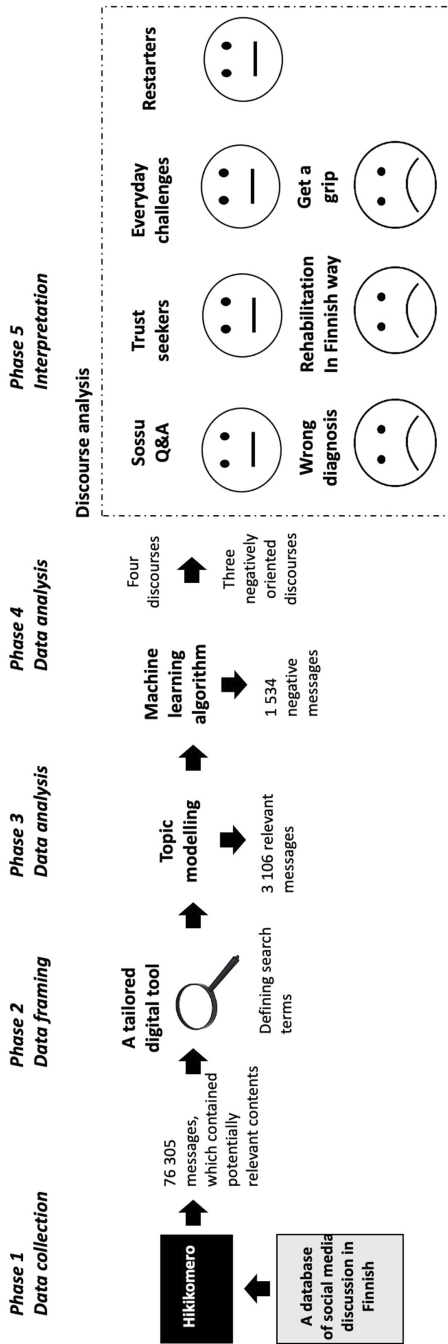 Phase 1
Data collection
Hikikomero
A database
of social media
discussion in
Finnish
76 305
messages,
which contained
potentially
relevant contents
Phase 2
Data framing
A tailored
digital tool
Defining search
terms
Phase 3
Data analysis
Topic
modelling
3 106 relevant
messages
Phase 4
Data analysis
Machine
learning
algorithm
1 534
negative
messages
Four
discourses
Three
negatively
oriented
discourses
Phase 5
Interpretation
Discourse analysis
Sossu
Q&A
Trust
seekers
Everyday
challenges
Restarters
Wrong
diagnosis
Rehabilitation
In Finnish way
Get a
grip